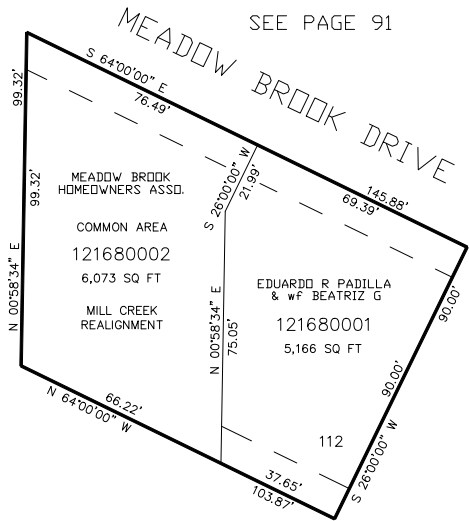 SEE PAGE 91
MEADOW BROOK DRIVE
S 64°00'00" E
76.49'
99.32'
S 26°00'00" W
21.99'
145.88'
69.39'
MEADOW BROOK
HOMEOWNERS ASSO.
99.32'
COMMON AREA
121680002
6,073 SQ FT
MILL CREEK
REALIGNMENT
N 00°58'34" E
EDUARDO R PADILLA
& wf BEATRIZ G
121680001
5,166 SQ FT
90.00'
N 00°58'34" E
75.05'
90.00'
S 26°00'00" W
66.22'
N 64°00'00" W
112
37.65'
103.87'